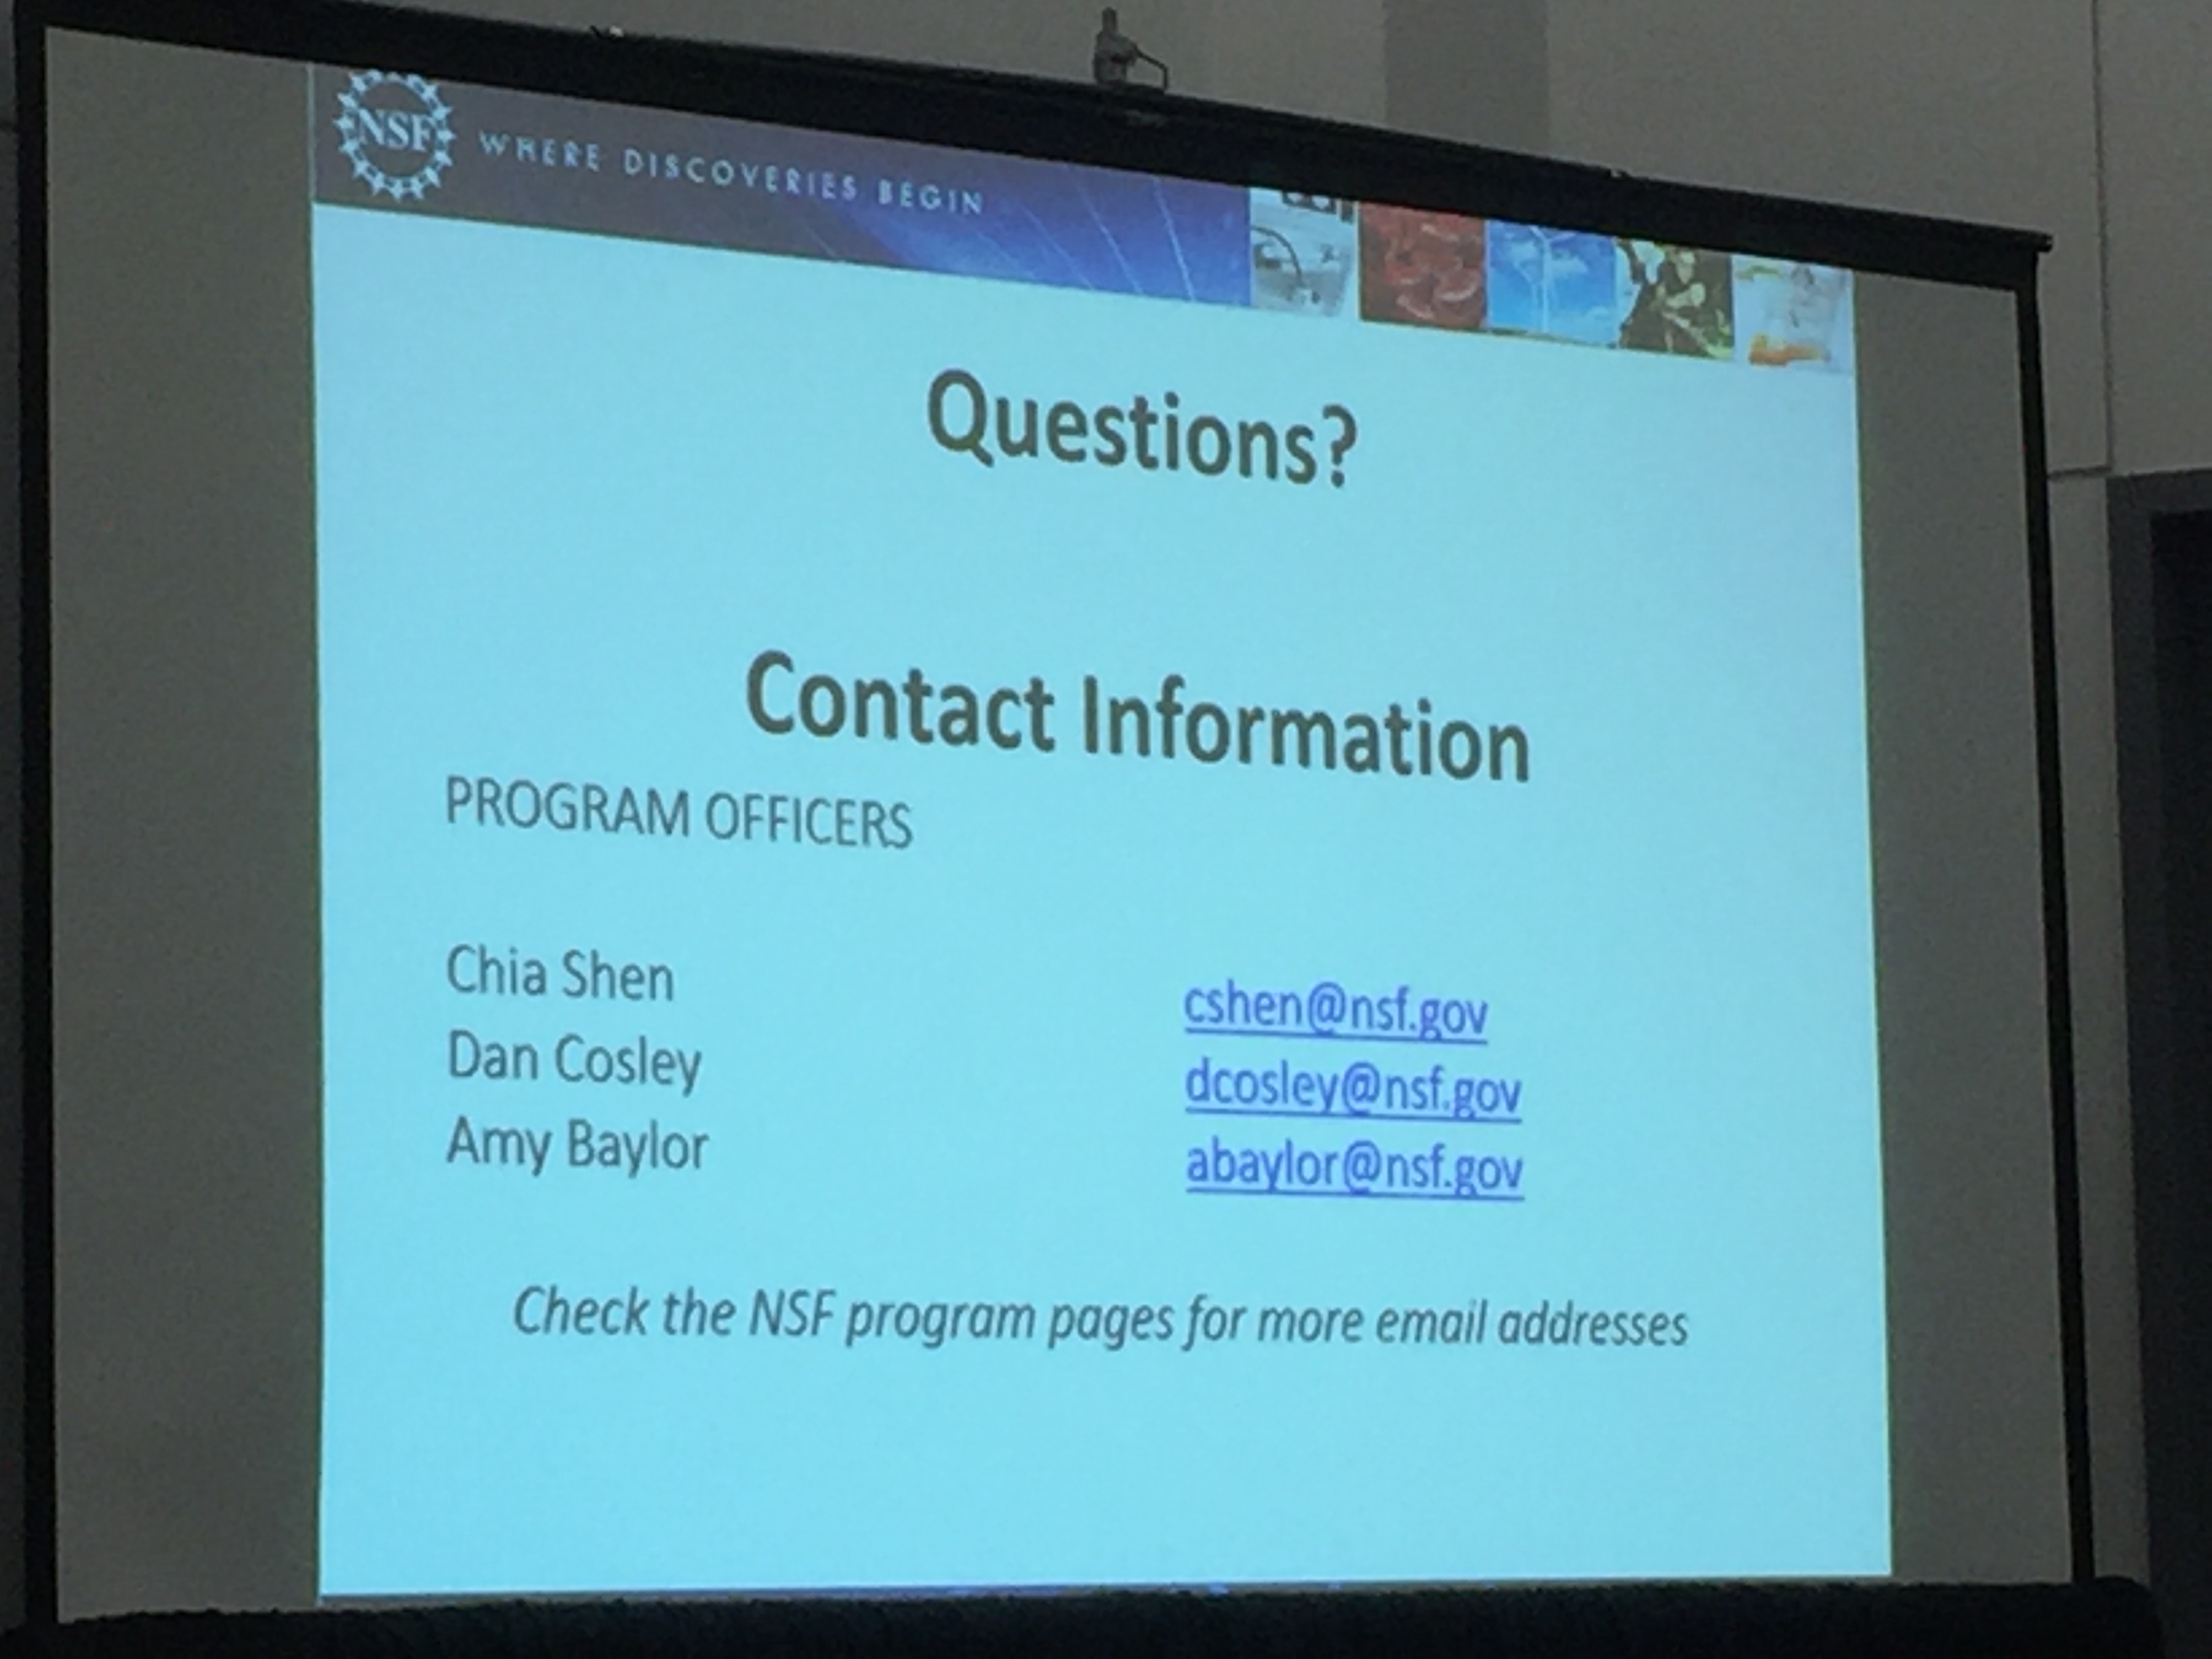 NSF WHERE DISCOVERIES BEGIN
Questions?
Contact Information
PROGRAM OFFICERS
Chia Shen cshen@nsf.gov
Dan Cosley dcosley@nsf.gov
Amy Baylor abaylor@nsf.gov
Check the NSF program pages for more email addresses